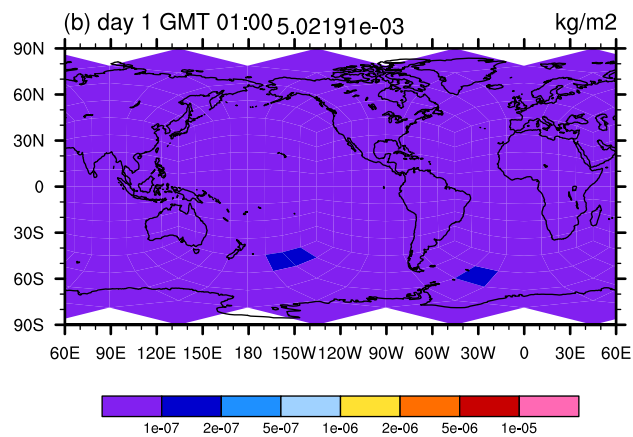 (b) day 1 GMT 01:00 5.02191e-03 kg/m2
90N
60N
30N
0
30S
60S
90S
60E 90E 120E 150E 180 150W 120W 90W 60W 30W 0 30E 60E
1e-07 2e-07 5e-07 1e-06 2e-06 5e-06 1e-05